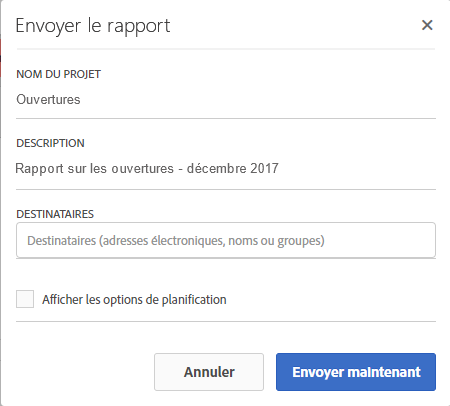 Envoyer le rapport
NOM DU PROJET
Ouvertures
DESCRIPTION
Rapport sur les ouvertures - décembre 2017
DESTINATAIRES
Destinataires (adresses électroniques, noms ou groupes)
Afficher les options de planification
Annuler
Envoyer maintenant